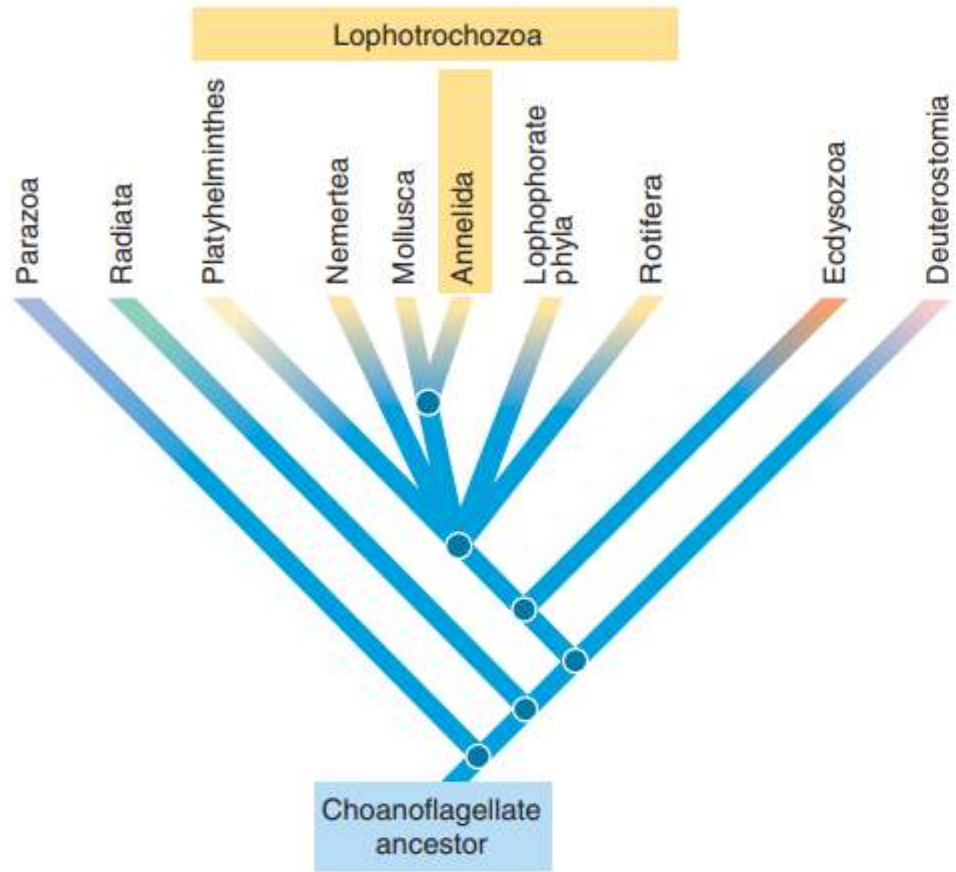 Lophotrochozoa
Parazoa
Radiata
Platyhelminthes
Nemertea
Mollusca
Annelida
Lophophorate
phyla
Rotifera
Ecdysozoa
Deuterostomia
Choanoflagellate
ancestor